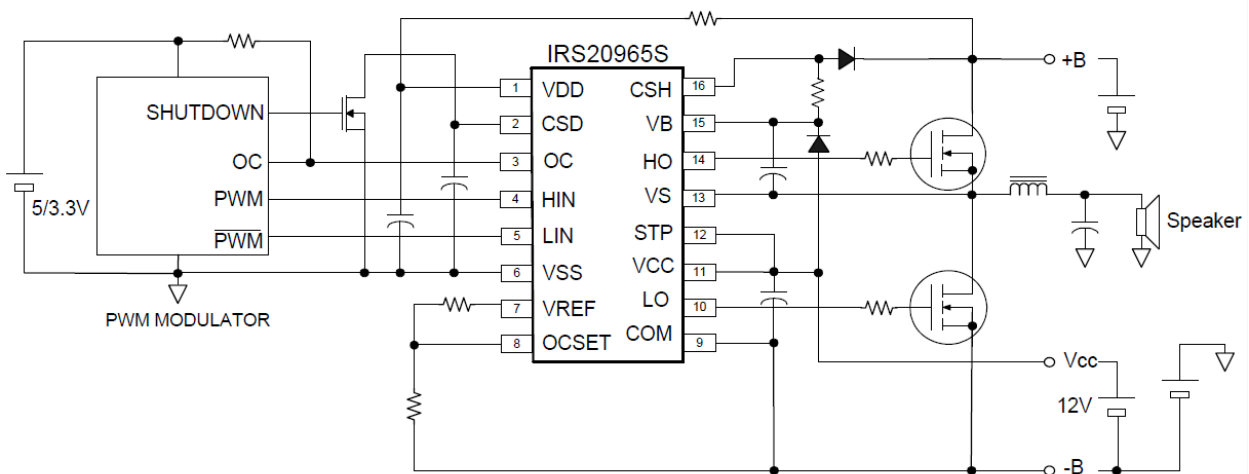 IRS20965S
SHUTDOWN
OC
PWM
PWM
5/3.3V
PWM MODULATOR
1 VDD
2 CSD
3 OC
4 HIN
5 LIN
6 VSS
7 VREF
8 OCSET
CSH 16
VB 15
HO 14
VS 13
STP 12
VCC 11
LO 10
COM 9
+B
Speaker
Vcc
12V
-B